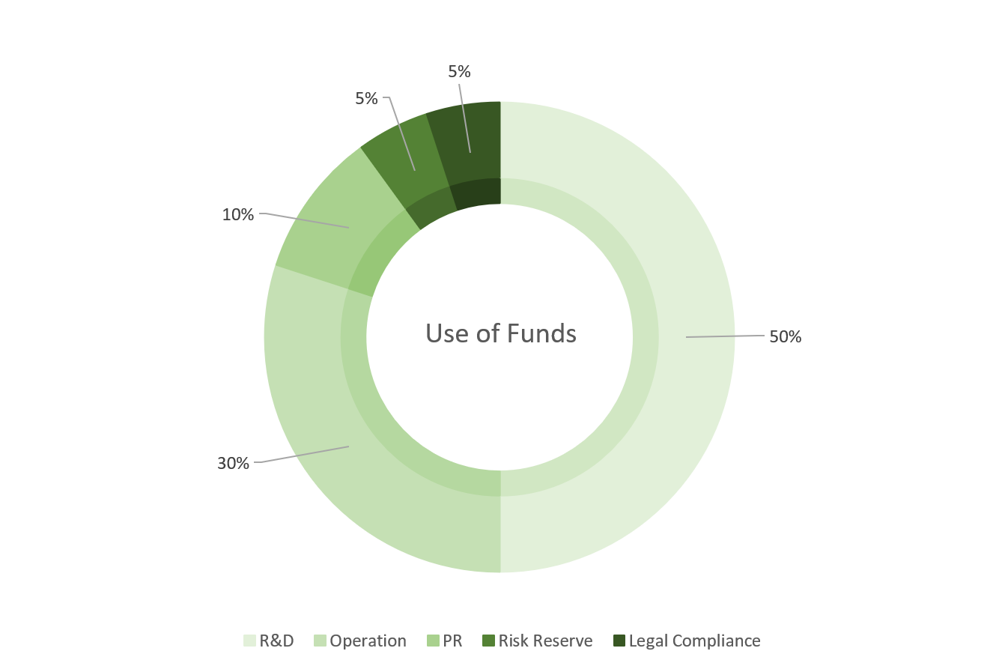 5%
5%
10%
Use of Funds
50%
30%
R&D Operation PR Risk Reserve Legal Compliance